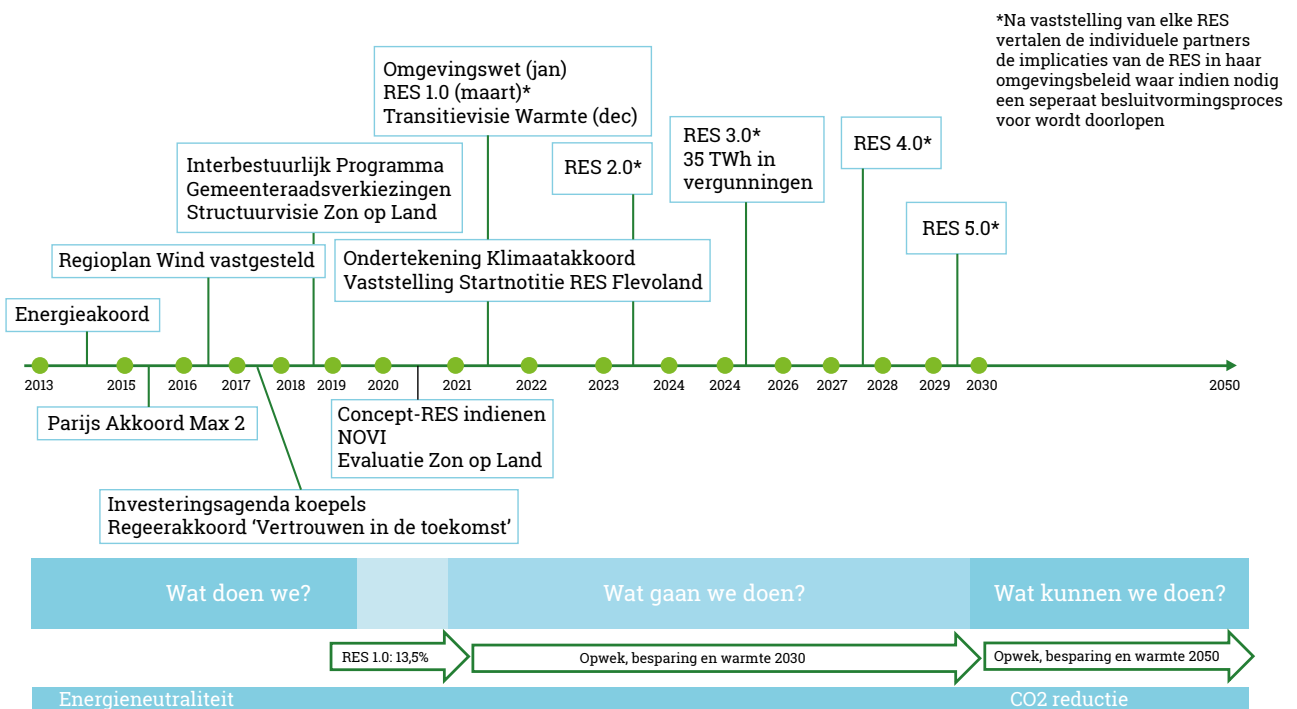 *Na vaststelling van elke RES
vertalen de individuele partners
de implicaties van de RES in haar
omgevingsbeleid waar indien nodig
een seperaat besluitvormingsproces
voor wordt doorlopen
Omgevingswet (jan)
RES 1.0 (maart)*
Transitievisie Warmte (dec)
RES 3.0*
35 TWh in
vergunningen
RES 4.0*
Interbestuurlijk Programma
Gemeenteraadsverkiezingen
Structuurvisie Zon op Land
RES 2.0*
RES 5.0*
Regioplan Wind vastgesteld
Ondertekening Klimaatakkoord
Vaststelling Startnotitie RES Flevoland
Energieakoord
2013 2015 2016 2017 2018 2019 2020 2021 2022 2023 2024 2024 2026 2027 2028 2029 2030 2050
Parijs Akkoord Max 2
Concept-RES indienen
NOVI
Evaluatie Zon op Land
Investeringsagenda koepels
Regeerakkoord ‘Vertrouwen in de toekomst’
Wat doen we? Wat gaan we doen? Wat kunnen we doen?
RES 1.0: 13,5% Opwek, besparing en warmte 2030 Opwek, besparing en warmte 2050
Energieneutraliteit CO2 reductie